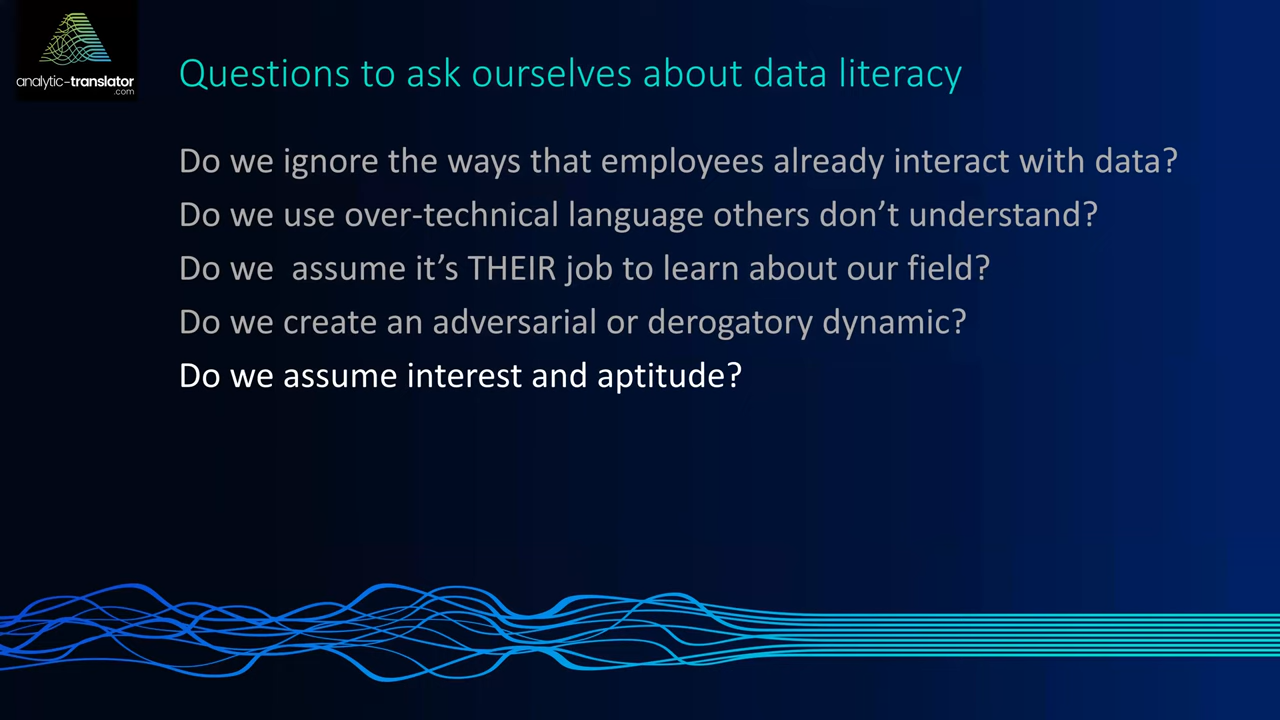 analytic-translator
.com
Questions to ask ourselves about data literacy
Do we ignore the ways that employees already interact with data?
Do we use over-technical language others don’t understand?
Do we  assume it’s THEIR job to learn about our field?
Do we create an adversarial or derogatory dynamic?
Do we assume interest and aptitude?